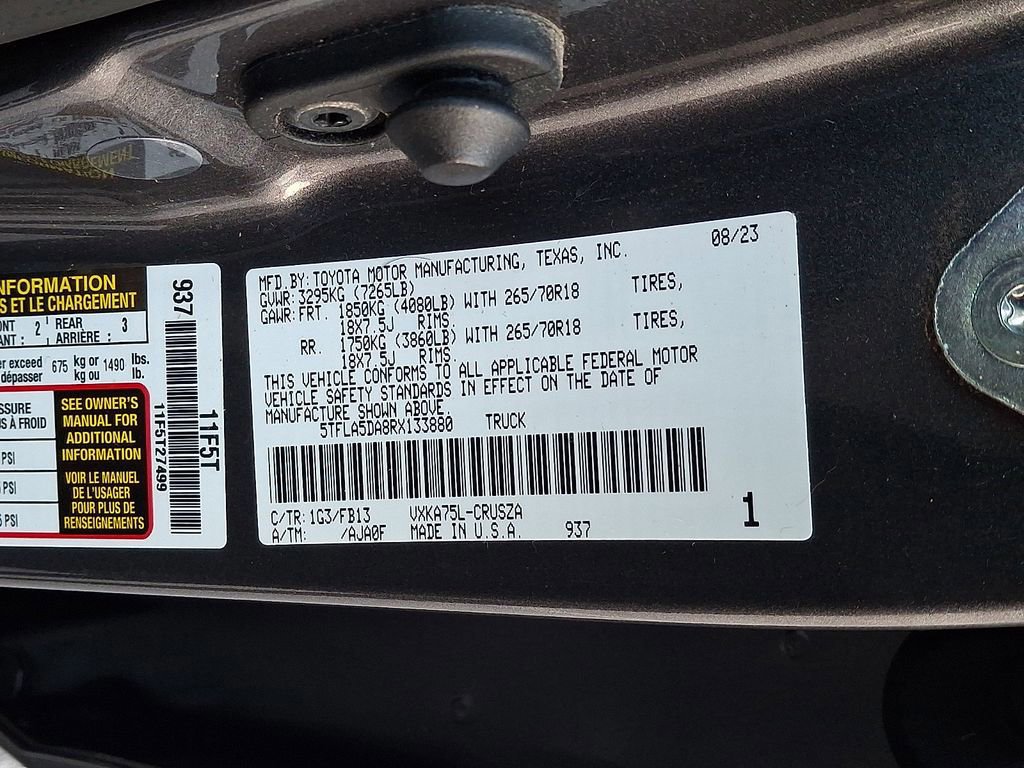 NFORMATION
S ET LE CHARGEMENT
2 REAR 3
ARRIÈRE :
er exceed 675 kg or 1490 lbs.
dépasser kg ou lb.
SSURE
S À FROID
PSI
PSI
5 PSI
SEE OWNER'S
MANUAL FOR
ADDITIONAL
INFORMATION
VOIR LE MANUEL
DE L'USAGER
POUR PLUS DE
RENSEIGNEMENTS
937
11F5T
11F5T27499
MFD.BY: TOYOTA MOTOR MANUFACTURING, TEXAS, INC. 08/23
GVWR: 3295KG (7265LB)
GAWR: FRT. 1850KG (4080LB) WITH 265/70R18 TIRES,
18X7.5J RIMS.
RR. 1750KG (3860LB) WITH 265/70R18 TIRES,
18X7.5J RIMS.
THIS VEHICLE CONFORMS TO ALL APPLICABLE FEDERAL MOTOR
VEHICLE SAFETY STANDARDS IN EFFECT ON THE DATE OF
MANUFACTURE SHOWN ABOVE.
5TFLA5DA8RX133880 TRUCK
C/TR: 1G3/FB13 VXKA75L-CRUSZA
A/TM: /AJA0F MADE IN U.S.A. 937
1